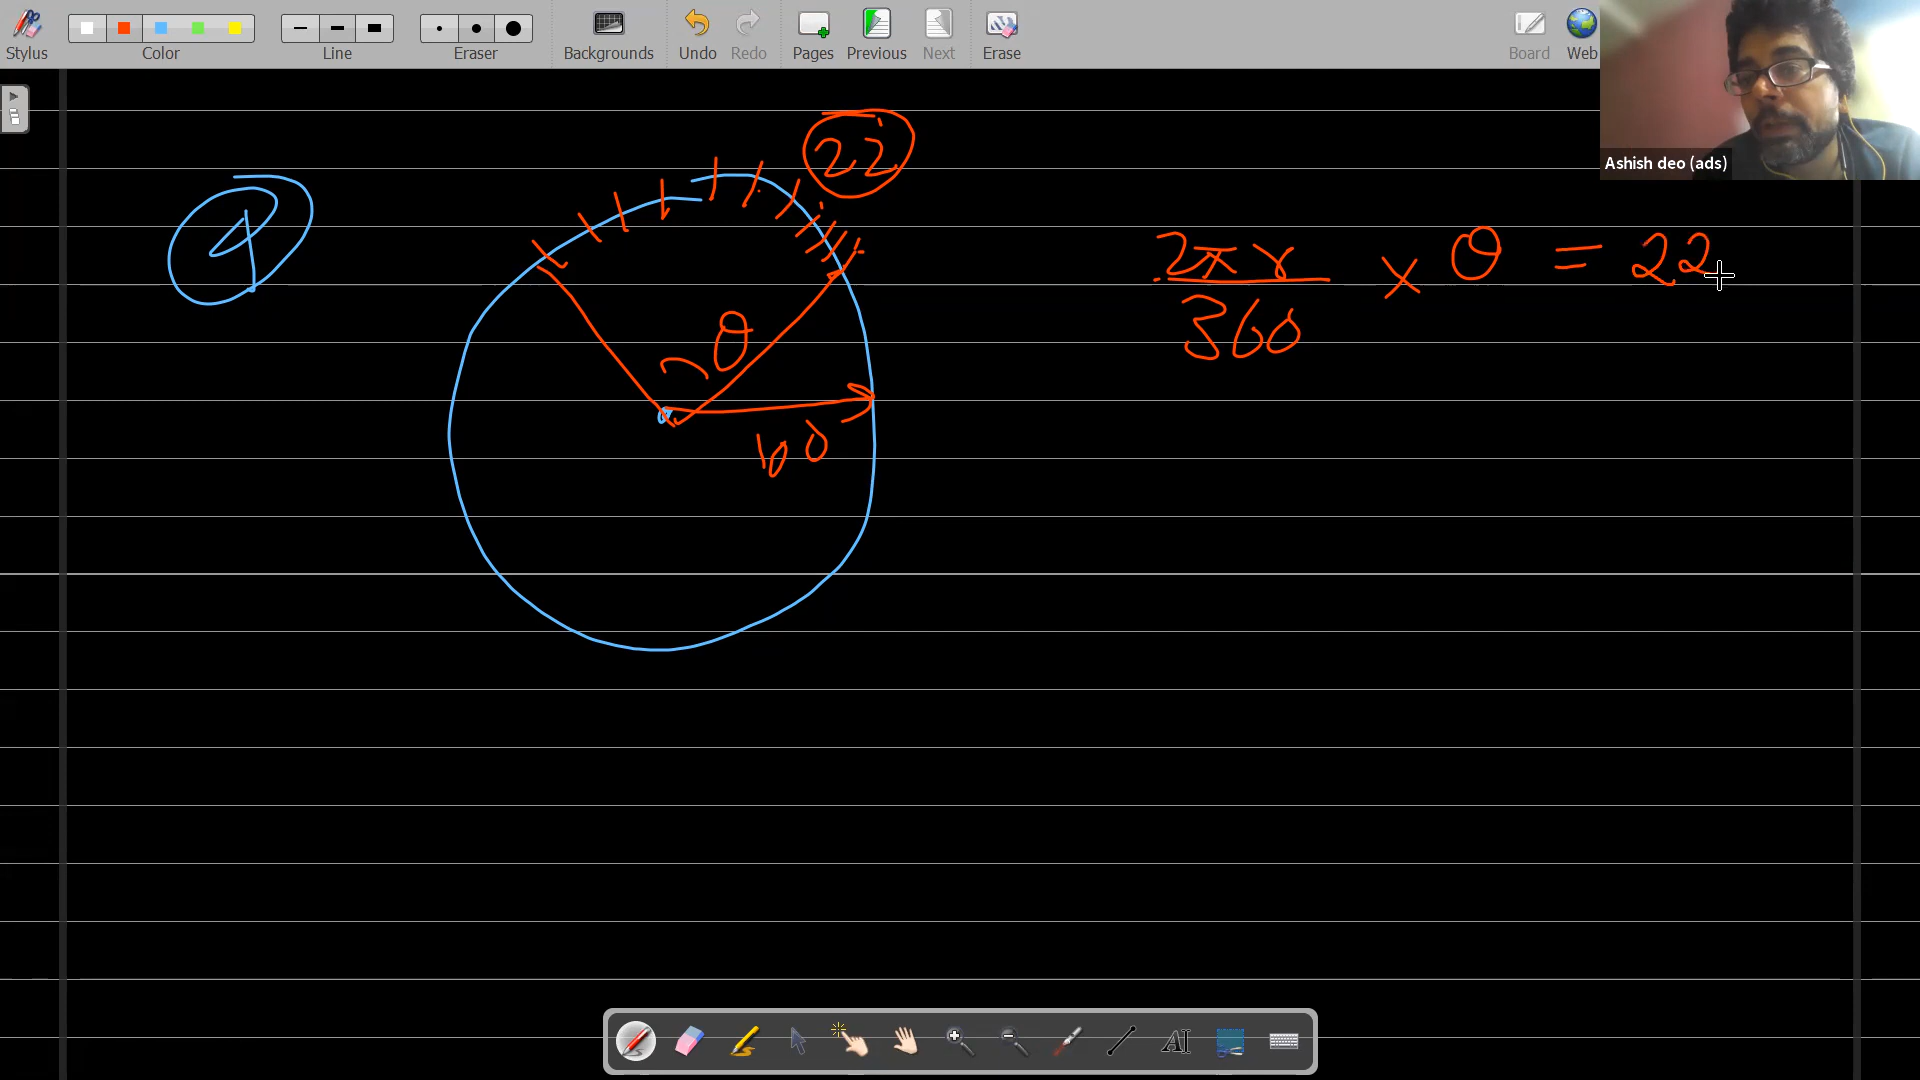 Stylus
Color
Line
Eraser
Backgrounds
Undo
Redo
Pages
Previous
Next
Erase
Board
Web
Ashish deo (ads)
4
22
θ
2πr/360 × θ = 22
AI